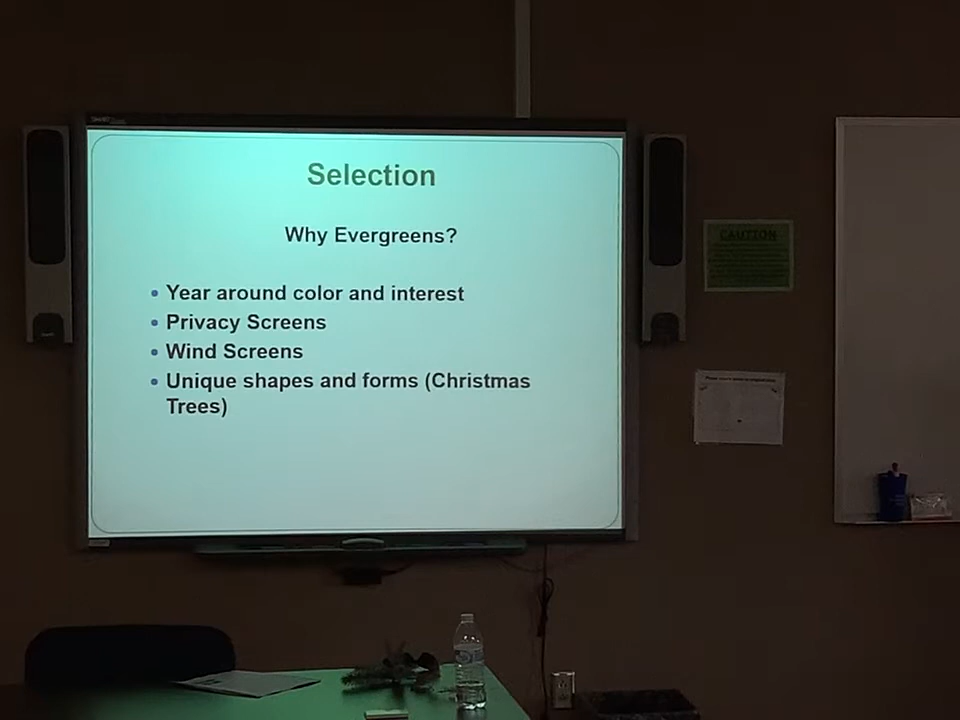 Selection
Why Evergreens?
Year around color and interest
Privacy Screens
Wind Screens
Unique shapes and forms (Christmas
Trees)
CAUTION